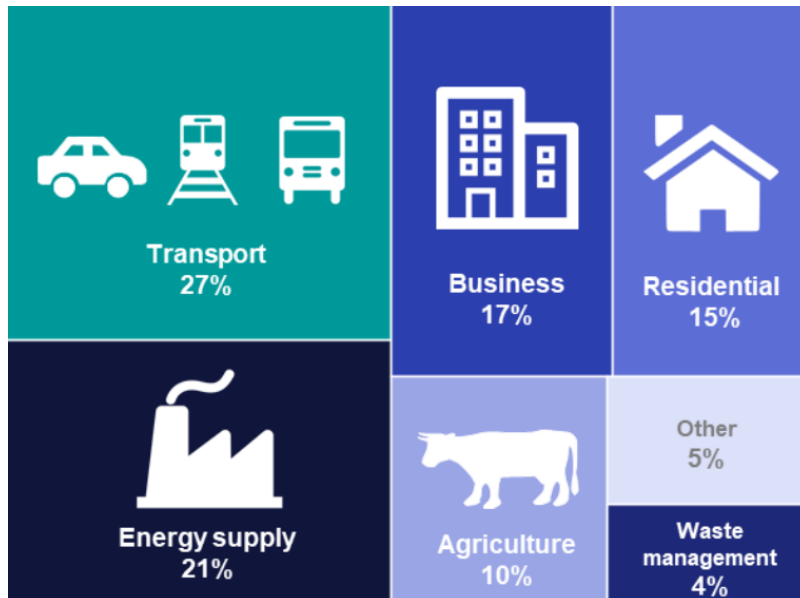 Transport
27%
Business
17%
Residential
15%
Energy supply
21%
Agriculture
10%
Other
5%
Waste
management
4%